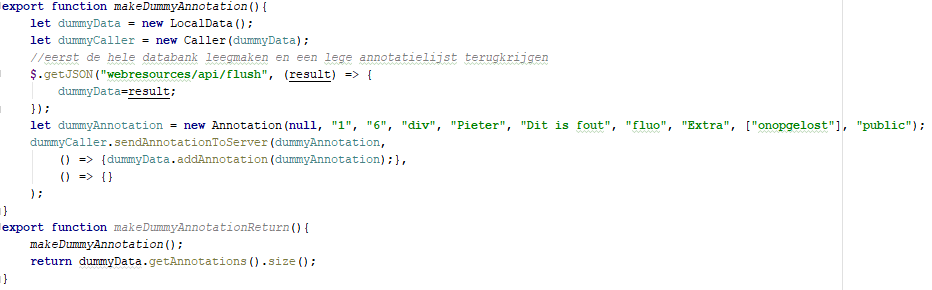 export function makeDummyAnnotation(){
    let dummyData = new LocalData();
    let dummyCaller = new Caller(dummyData);
    //eerst de hele databank leegmaken en een lege annotatielijst terugkrijgen
    $.getJSON("webresources/api/flush", (result) => {
        dummyData=result;
    });
    let dummyAnnotation = new Annotation(null, "1", "6", "div", "Pieter", "Dit is fout", "fluo", "Extra", ["onopgelost"], "public");
    dummyCaller.sendAnnotationToServer(dummyAnnotation,
        () => {dummyData.addAnnotation(dummyAnnotation);},
        () => {}
    );
}
export function makeDummyAnnotationReturn(){
    makeDummyAnnotation();
    return dummyData.getAnnotations().size();
}